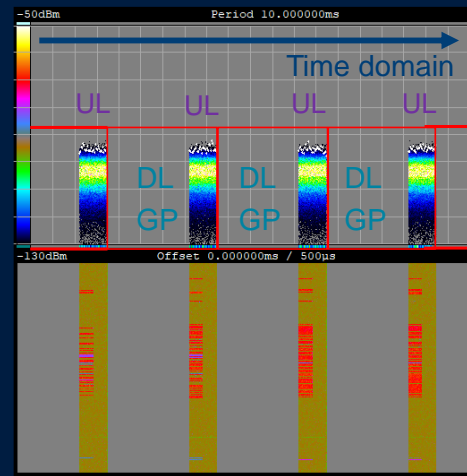 -50dBm Period 10.000000ms
Time domain
UL UL UL UL
DL DL DL
GP GP GP
-130dBm Offset 0.000000ms / 500µs